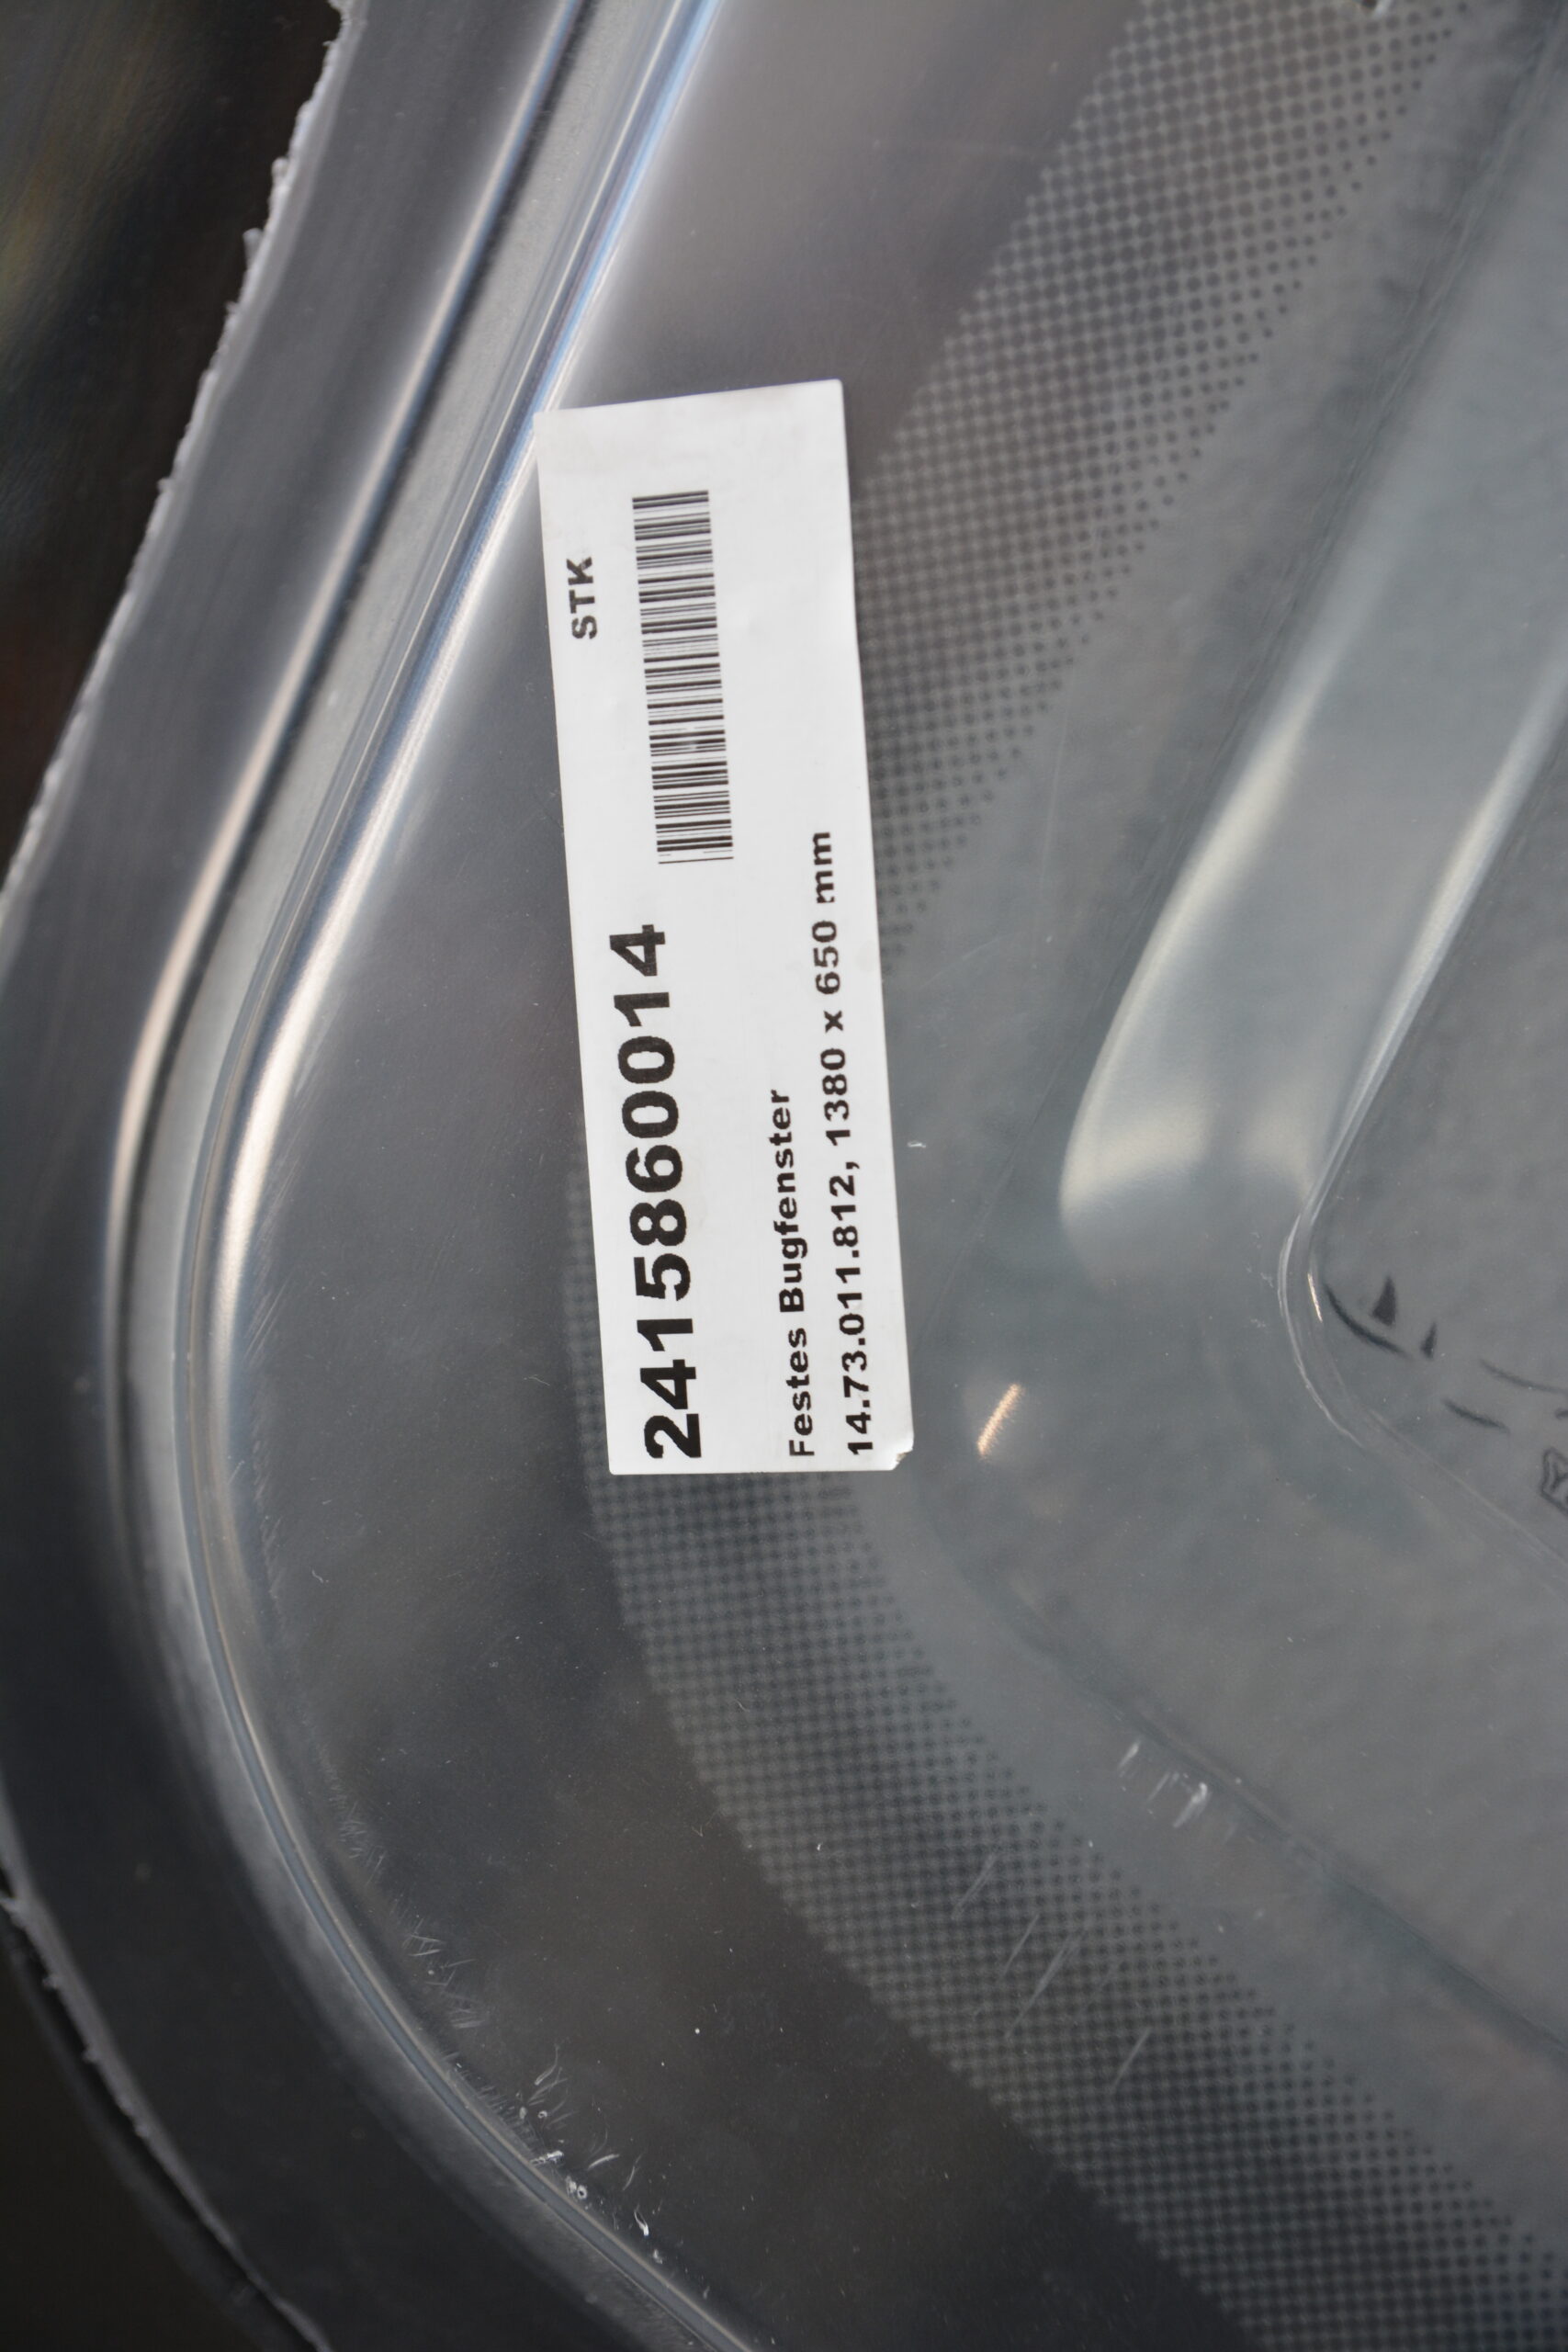 STK
2415860014
Festes Bugfenster
14.73.011.812, 1380 x 650 mm